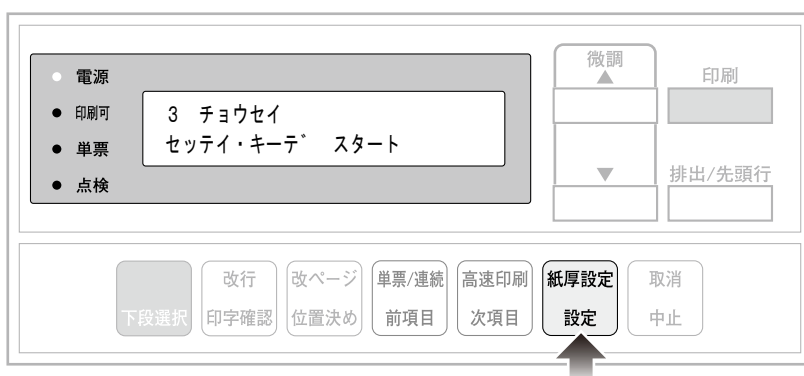 電源
印刷可
単票
点検
3 チョウセイ
セッテイ・キーデ゛ スタート
微調
▲
▼
印刷
排出/先頭行
下段選択
改行
印字確認
改ページ
位置決め
単票/連続
前項目
高速印刷
次項目
紙厚設定
設定
取消
中止